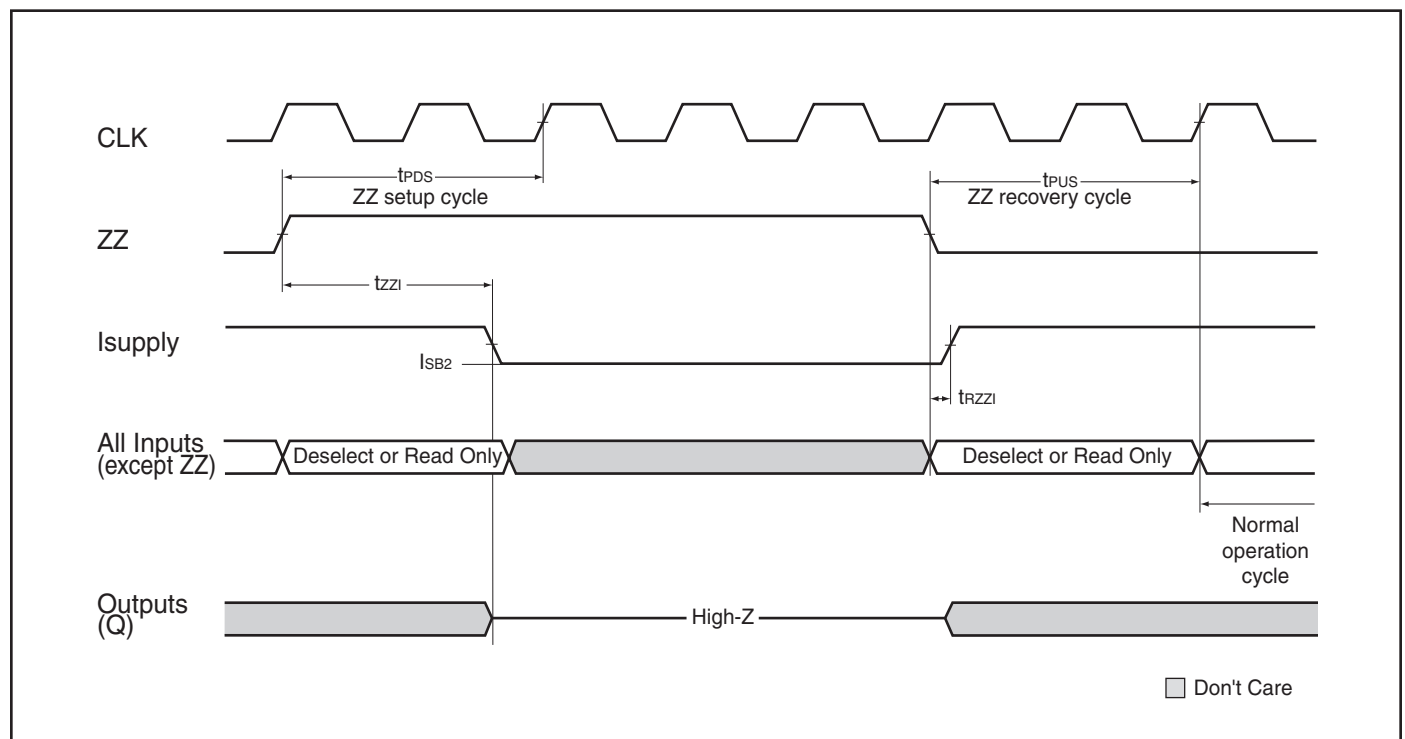 CLK
tPDS
ZZ setup cycle
tPUS
ZZ recovery cycle
ZZ
tZZI
Isupply
ISB2
tRZZI
All Inputs
(except ZZ)
Deselect or Read Only
Deselect or Read Only
Normal
operation
cycle
Outputs
(Q)
High-Z
Don't Care